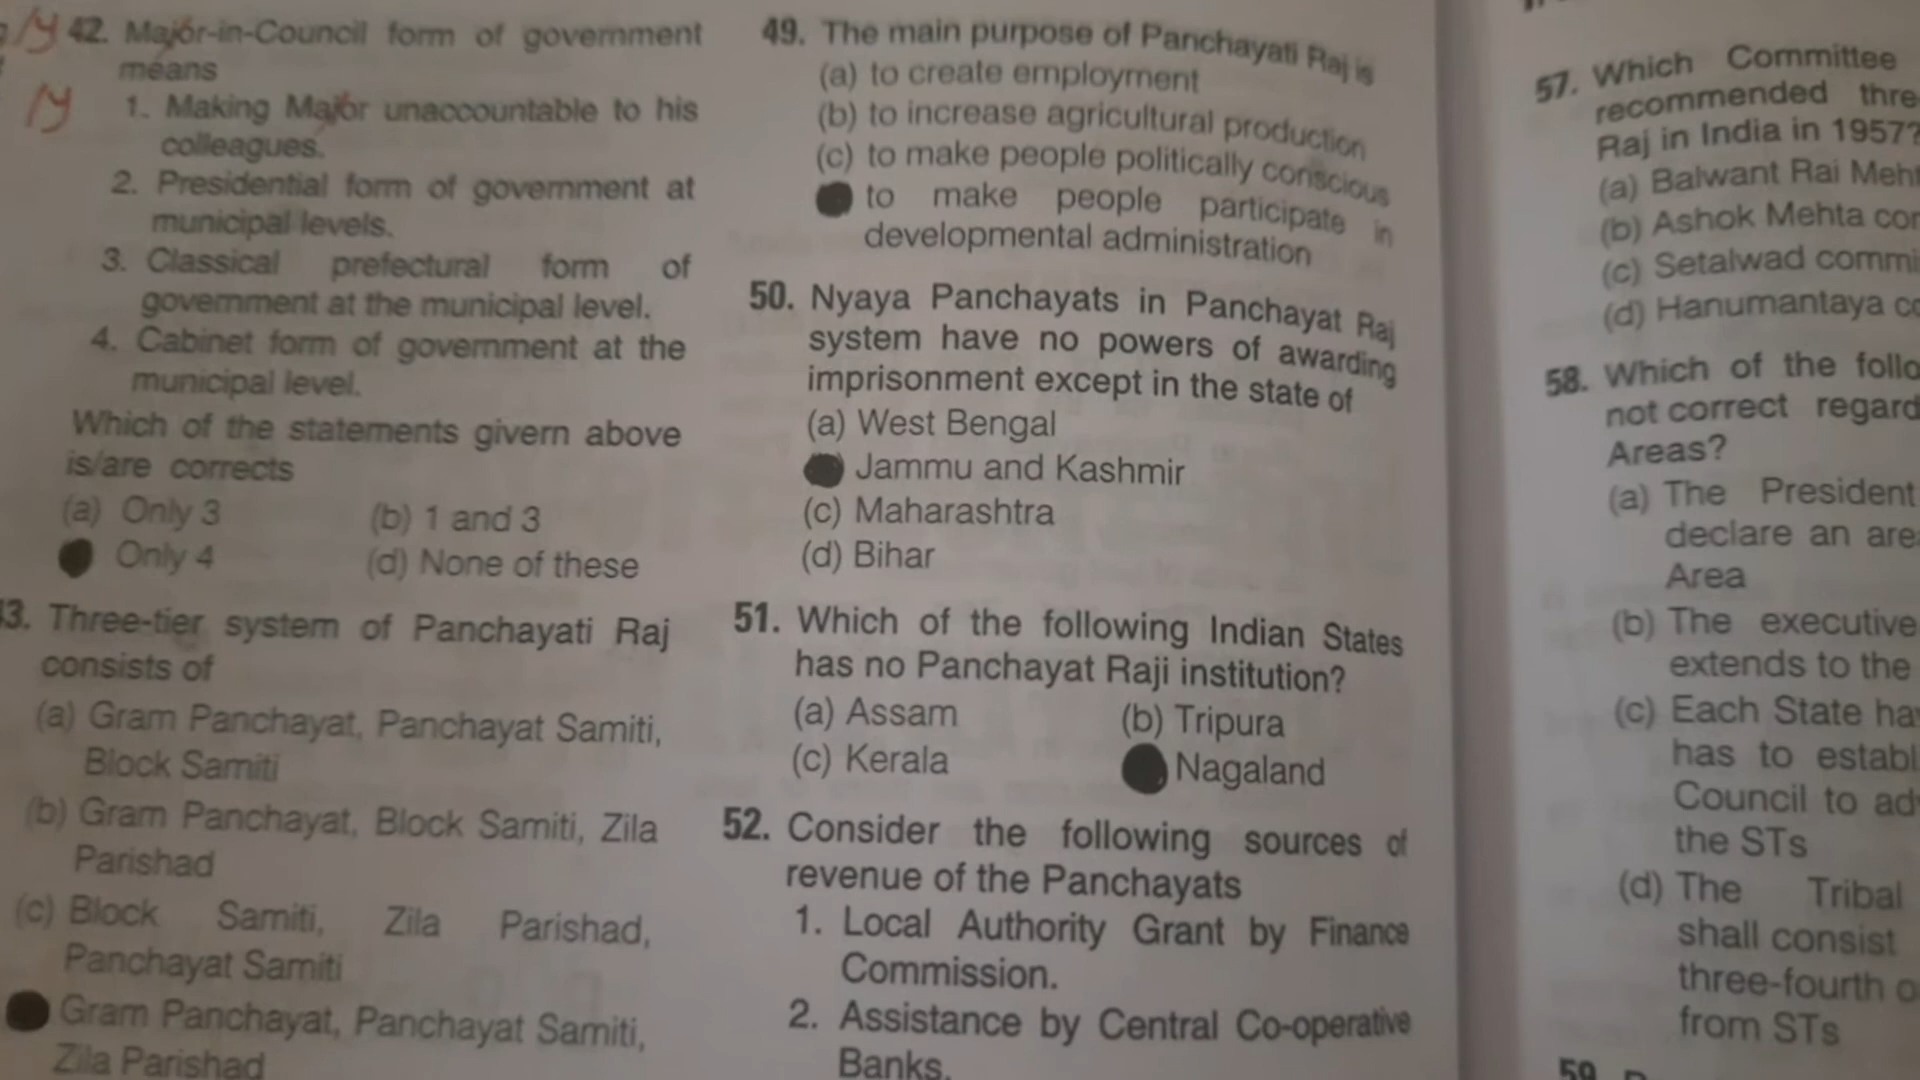 42. Major-in-Council form of government
means
1. Making Major unaccountable to his
colleagues.
2. Presidential form of government at
municipal levels.
3. Classical prefectural form of
government at the municipal level.
4. Cabinet form of government at the
municipal level.
Which of the statements givern above
is/are corrects
(a) Only 3 (b) 1 and 3
Only 4 (d) None of these
3. Three-tier system of Panchayati Raj
consists of
(a) Gram Panchayat, Panchayat Samiti,
Block Samiti
(b) Gram Panchayat, Block Samiti, Zila
Parishad
(c) Block Samiti, Zila Parishad,
Panchayat Samiti
Gram Panchayat, Panchayat Samiti,
Zila Parishad
49. The main purpose of Panchayati Raj is
(a) to create employment
(b) to increase agricultural production
(c) to make people politically conscious
to make people participate in
developmental administration
50. Nyaya Panchayats in Panchayat Raj
system have no powers of awarding
imprisonment except in the state of
(a) West Bengal
Jammu and Kashmir
(c) Maharashtra
(d) Bihar
51. Which of the following Indian States
has no Panchayat Raji institution?
(a) Assam (b) Tripura
(c) Kerala Nagaland
52. Consider the following sources of
revenue of the Panchayats
1. Local Authority Grant by Finance
Commission.
2. Assistance by Central Co-operative
Banks.
57. Which Committee
recommended thre
Raj in India in 1957?
(a) Balwant Rai Meht
(b) Ashok Mehta cor
(c) Setalwad commi
(d) Hanumantaya co
58. Which of the follo
not correct regard
Areas?
(a) The President
declare an are
Area
(b) The executive
extends to the
(c) Each State ha
has to establ
Council to ad
the STs
(d) The Tribal
shall consist
three-fourth o
from STs
59